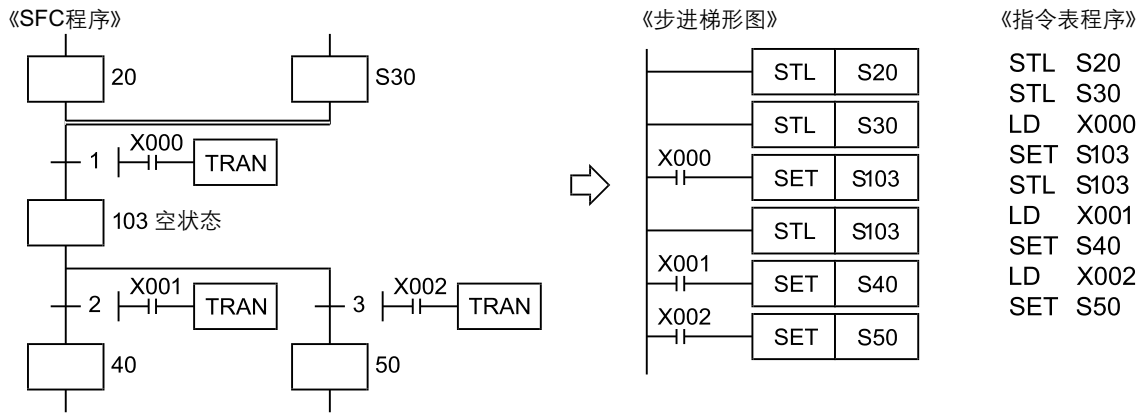 《SFC程序》
20
S30
1
X000
TRAN
103 空状态
2
X001
TRAN
3
X002
TRAN
40
50
《步进梯形图》
STL S20
STL S30
X000
SET S103
STL S103
X001
SET S40
X002
SET S50
《指令表程序》
STL S20
STL S30
LD X000
SET S103
STL S103
LD X001
SET S40
LD X002
SET S50